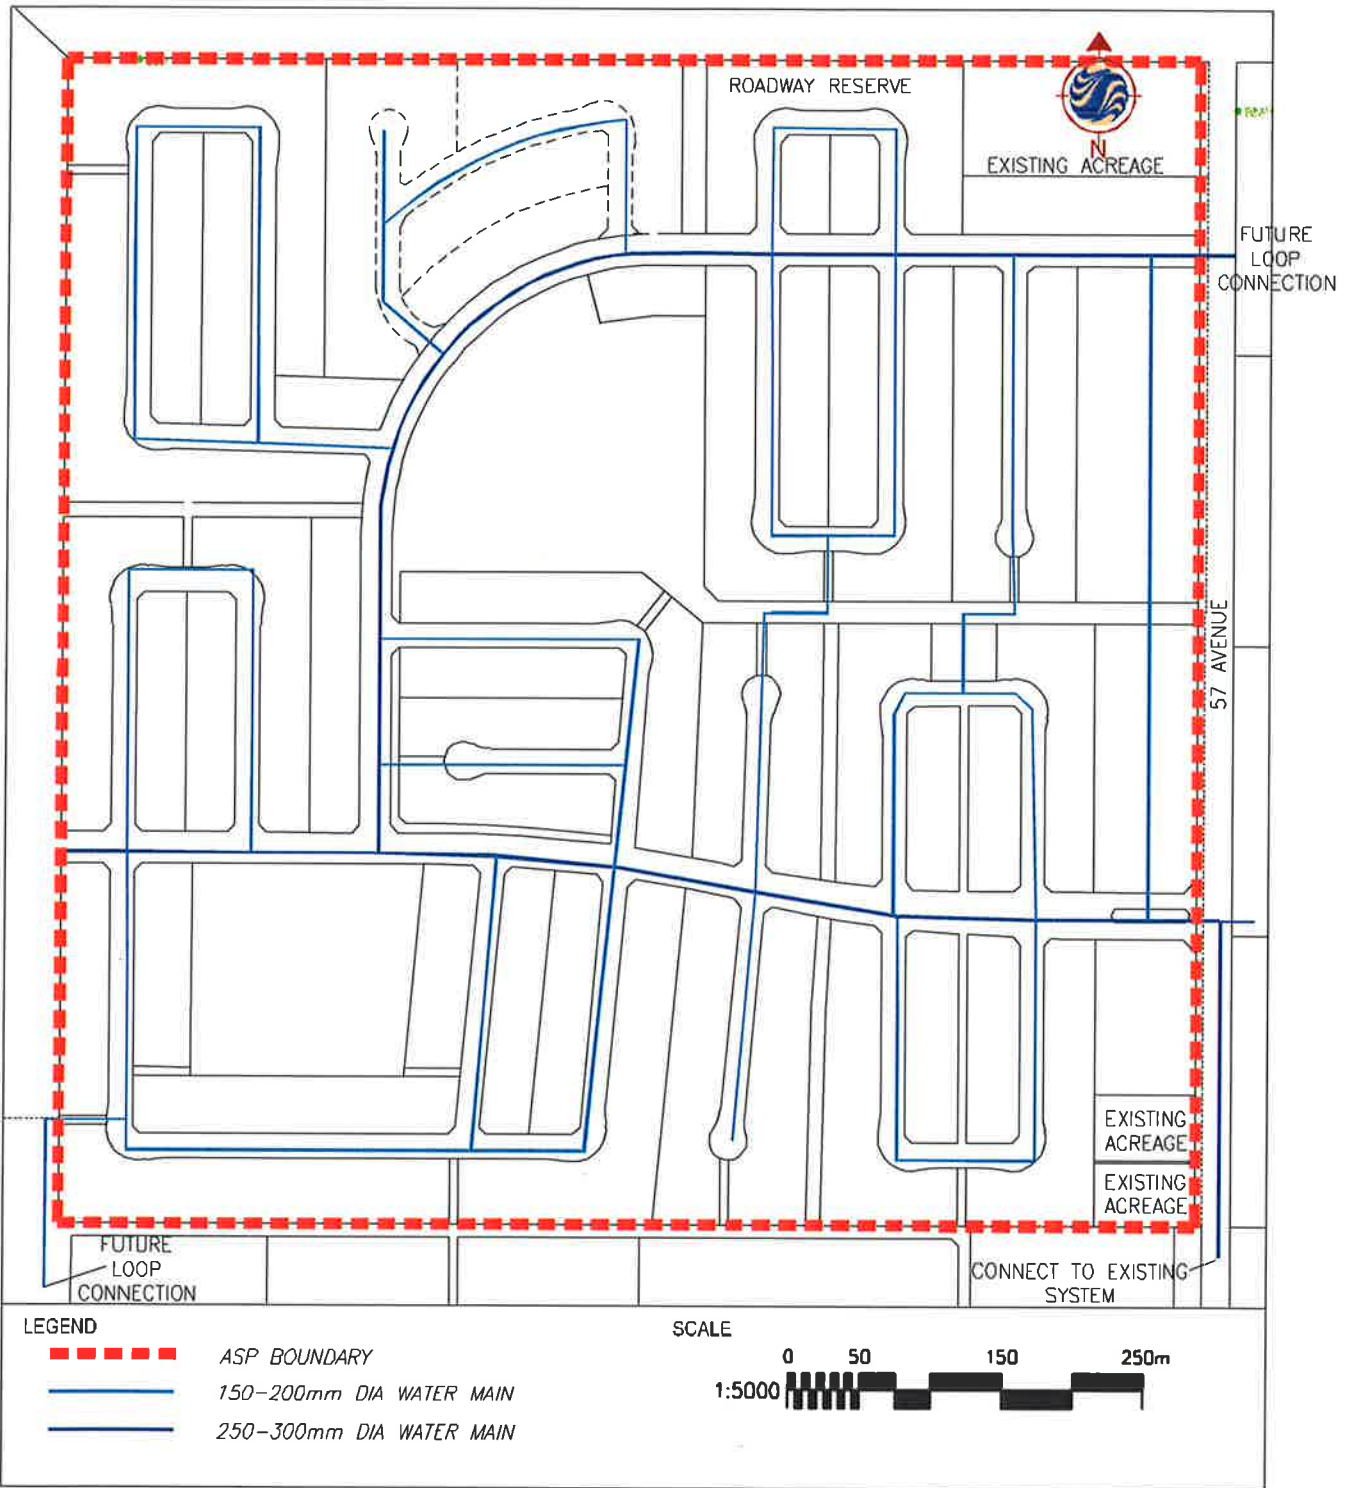 ROADWAY RESERVE
N
EXISTING ACREAGE
FUTURE
LOOP
CONNECTION
57 AVENUE
EXISTING
ACREAGE
EXISTING
ACREAGE
FUTURE
LOOP
CONNECTION
CONNECT TO EXISTING
SYSTEM
LEGEND
ASP BOUNDARY
150-200mm DIA WATER MAIN
250-300mm DIA WATER MAIN
SCALE
0 50 150 250m
1:5000